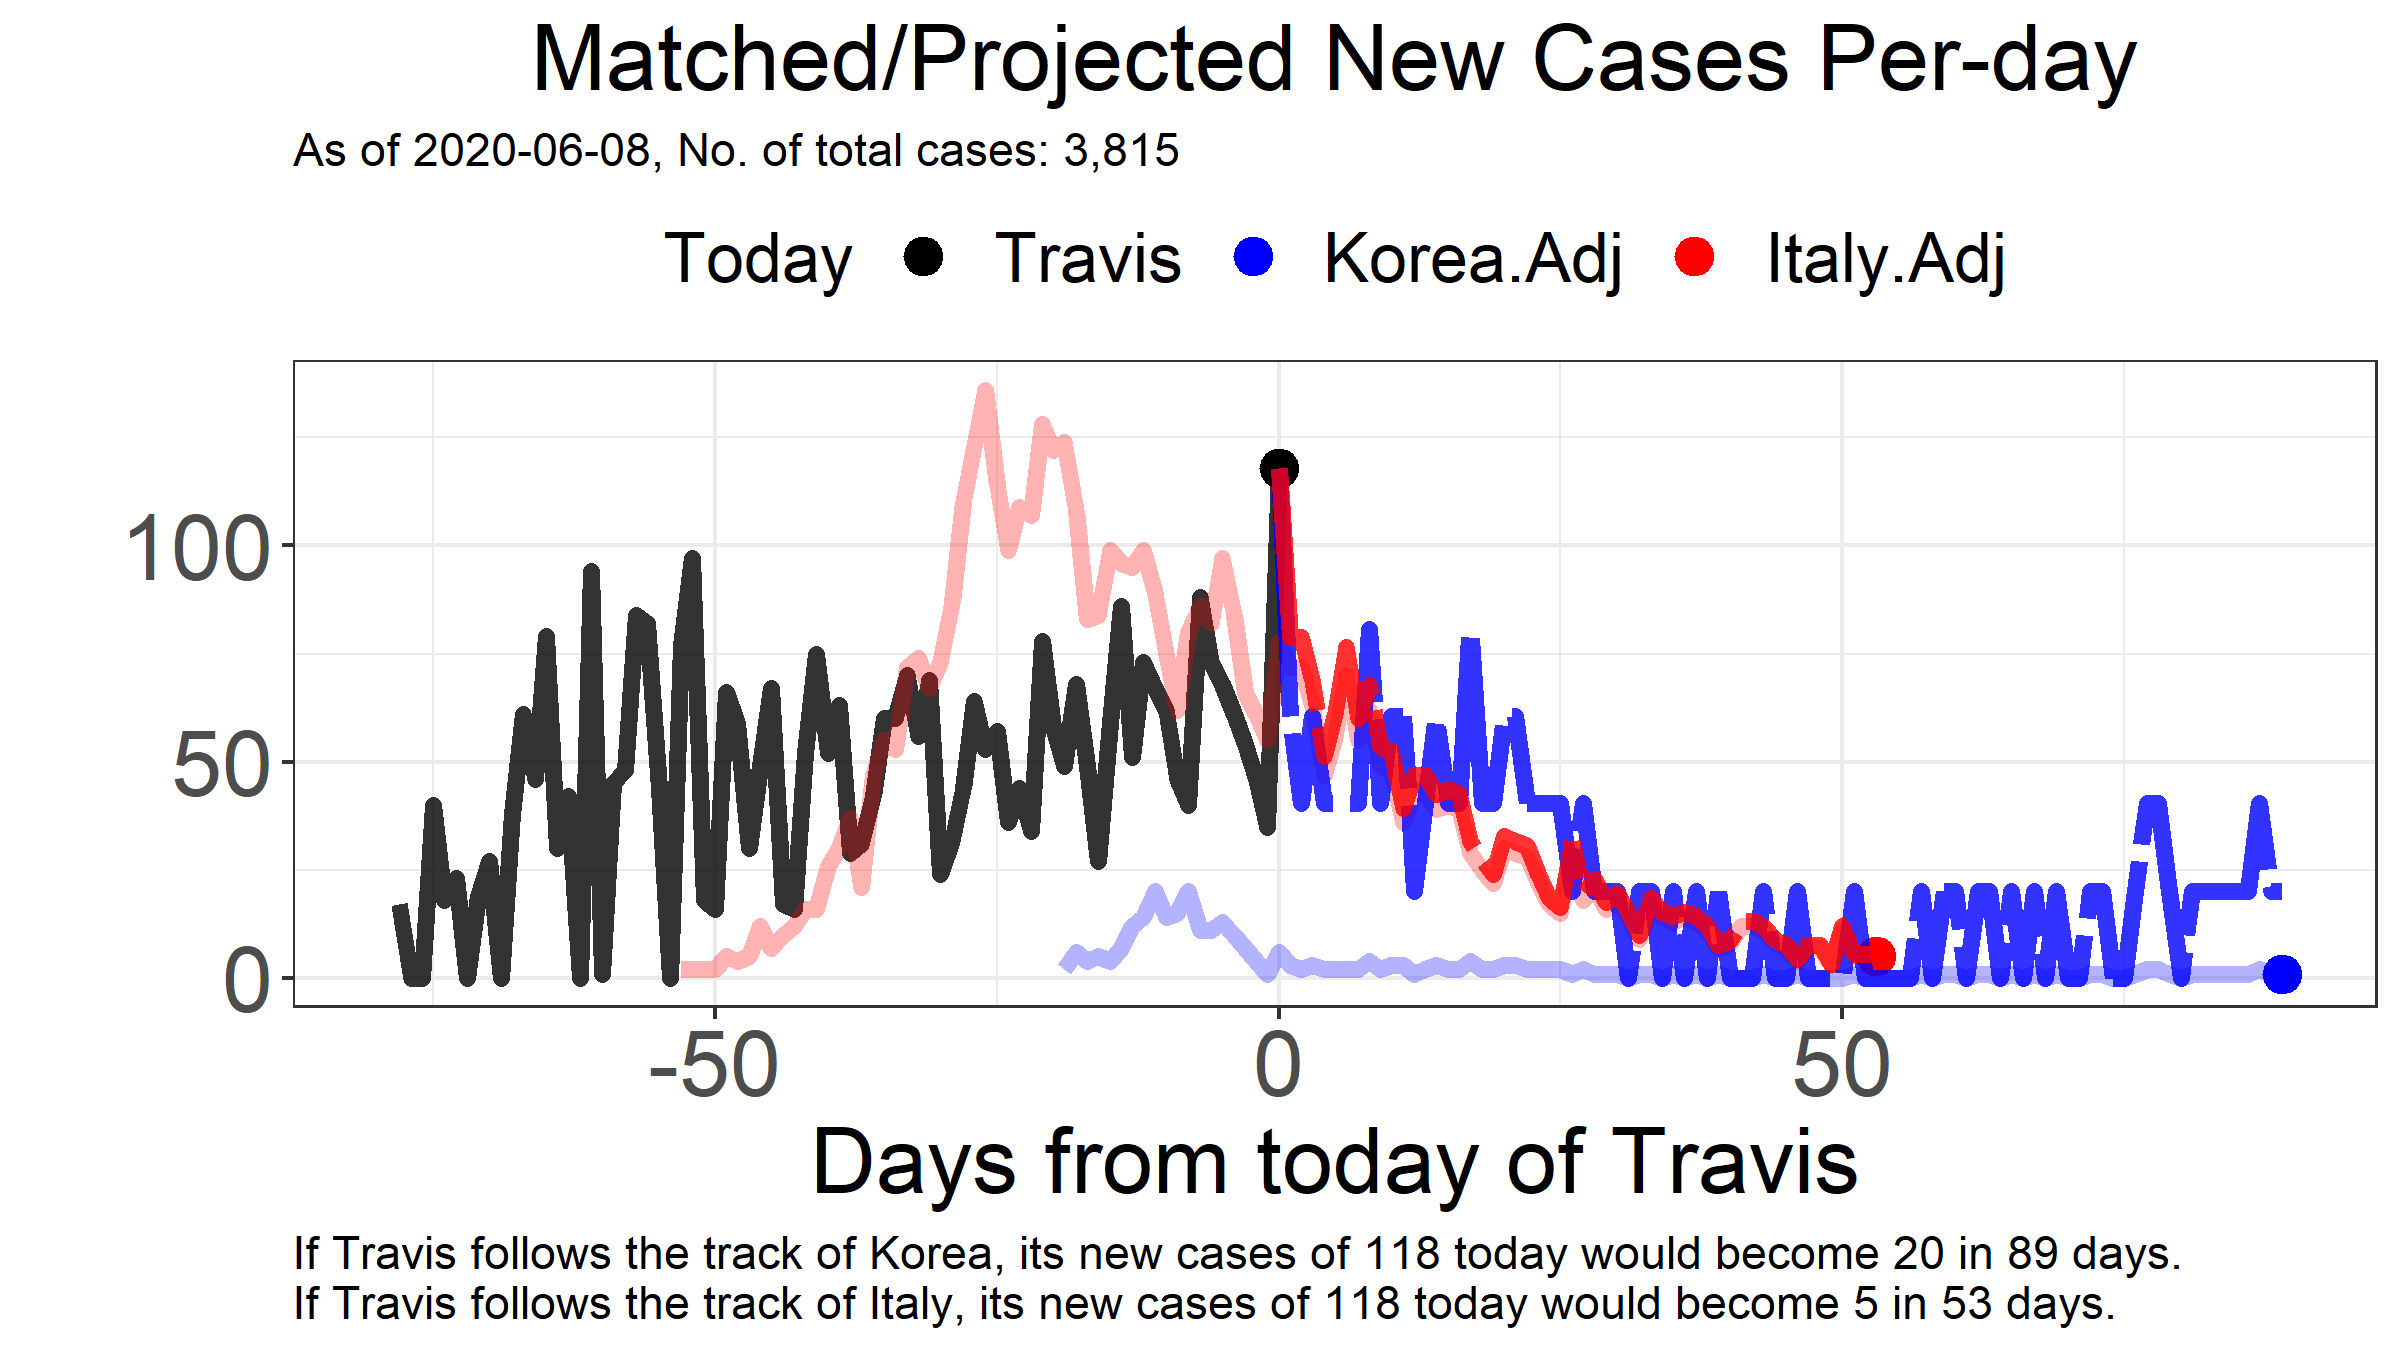 Matched/Projected New Cases Per-day
As of 2020-06-08, No. of total cases: 3,815
Today Travis Korea.Adj Italy.Adj
100
50
0
-50 0 50
Days from today of Travis
If Travis follows the track of Korea, its new cases of 118 today would become 20 in 89 days.
If Travis follows the track of Italy, its new cases of 118 today would become 5 in 53 days.